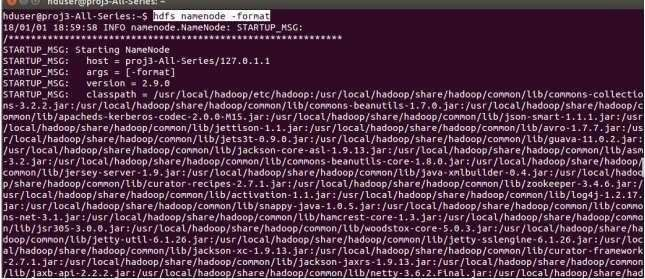 hduser@proj3-All-Series: ~
hduser@proj3-All-Series:~$ hdfs namenode -format
18/01/01 18:59:58 INFO namenode.NameNode: STARTUP_MSG:
/************************************************************
STARTUP_MSG: Starting NameNode
STARTUP_MSG:   host = proj3-All-Series/127.0.1.1
STARTUP_MSG:   args = [-format]
STARTUP_MSG:   version = 2.9.0
STARTUP_MSG:   classpath = /usr/local/hadoop/etc/hadoop:/usr/local/hadoop/share/hadoop/common/lib/commons-collectio
ns-3.2.2.jar:/usr/local/hadoop/share/hadoop/common/lib/commons-beanutils-1.7.0.jar:/usr/local/hadoop/share/hadoop/c
ommon/lib/apacheds-kerberos-codec-2.0.0-M15.jar:/usr/local/hadoop/share/hadoop/common/lib/json-smart-1.1.1.jar:/usr
/local/hadoop/share/hadoop/common/lib/jettison-1.1.jar:/usr/local/hadoop/share/hadoop/common/lib/avro-1.7.7.jar:/us
r/local/hadoop/share/hadoop/common/lib/jets3t-0.9.0.jar:/usr/local/hadoop/share/hadoop/common/lib/guava-11.0.2.jar:
/usr/local/hadoop/share/hadoop/common/lib/jackson-core-asl-1.9.13.jar:/usr/local/hadoop/share/hadoop/common/lib/asm
-3.2.jar:/usr/local/hadoop/share/hadoop/common/lib/commons-beanutils-core-1.8.0.jar:/usr/local/hadoop/share/hadoop/
common/lib/jersey-server-1.9.jar:/usr/local/hadoop/share/hadoop/common/lib/java-xmlbuilder-0.4.jar:/usr/local/hadoo
p/share/hadoop/common/lib/curator-recipes-2.7.1.jar:/usr/local/hadoop/share/hadoop/common/lib/zookeeper-3.4.6.jar:/
usr/local/hadoop/share/hadoop/common/lib/activation-1.1.jar:/usr/local/hadoop/share/hadoop/common/lib/log4j-1.2.17.
jar:/usr/local/hadoop/share/hadoop/common/lib/snappy-java-1.0.5.jar:/usr/local/hadoop/share/hadoop/common/lib/commo
ns-net-3.1.jar:/usr/local/hadoop/share/hadoop/common/lib/hamcrest-core-1.3.jar:/usr/local/hadoop/share/hadoop/commo
n/lib/jsr305-3.0.0.jar:/usr/local/hadoop/share/hadoop/common/lib/woodstox-core-5.0.3.jar:/usr/local/hadoop/share/ha
doop/common/lib/jetty-util-6.1.26.jar:/usr/local/hadoop/share/hadoop/common/lib/jetty-sslengine-6.1.26.jar:/usr/loc
al/hadoop/share/hadoop/common/lib/jackson-xc-1.9.13.jar:/usr/local/hadoop/share/hadoop/common/lib/curator-framework
-2.7.1.jar:/usr/local/hadoop/share/hadoop/common/lib/jackson-jaxrs-1.9.13.jar:/usr/local/hadoop/share/hadoop/common
/lib/jaxb-api-2.2.2.jar:/usr/local/hadoop/share/hadoop/common/lib/netty-3.6.2.Final.jar:/usr/local/hadoop/share/had